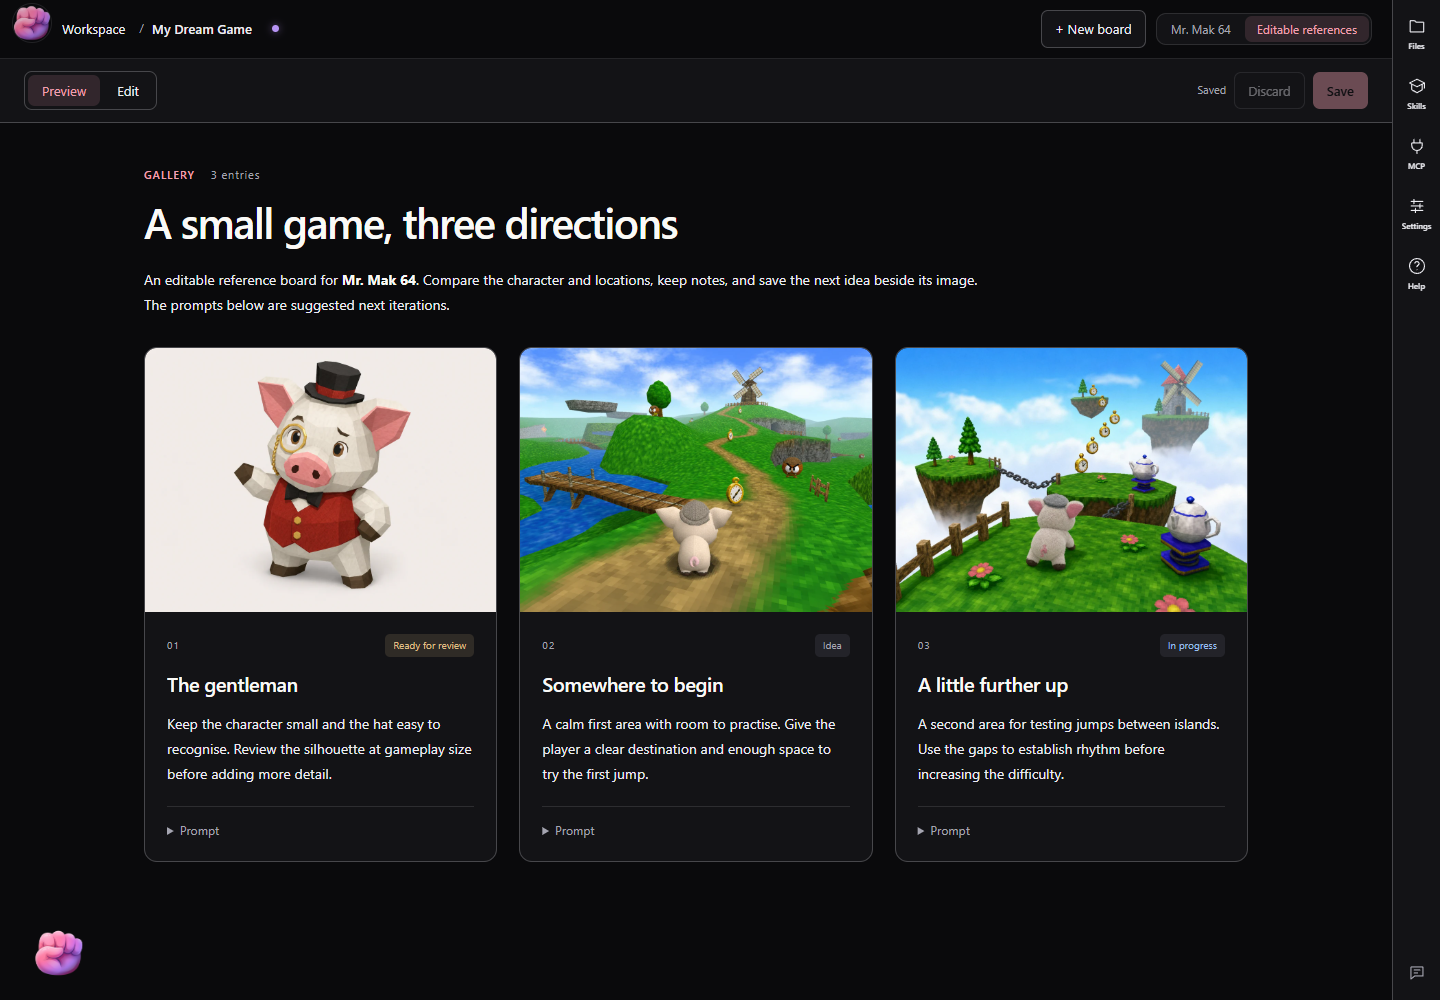 Workspace / My Dream Game
+ New board
Mr. Mak 64
Editable references
Files
Skills
MCP
Settings
Help
Preview
Edit
Saved
Discard
Save
GALLERY 3 entries
A small game, three directions
An editable reference board for Mr. Mak 64. Compare the character and locations, keep notes, and save the next idea beside its image.
The prompts below are suggested next iterations.
01
Ready for review
The gentleman
Keep the character small and the hat easy to
recognise. Review the silhouette at gameplay size
before adding more detail.
Prompt
02
Idea
Somewhere to begin
A calm first area with room to practise. Give the
player a clear destination and enough space to
try the first jump.
Prompt
03
In progress
A little further up
A second area for testing jumps between islands.
Use the gaps to establish rhythm before
increasing the difficulty.
Prompt